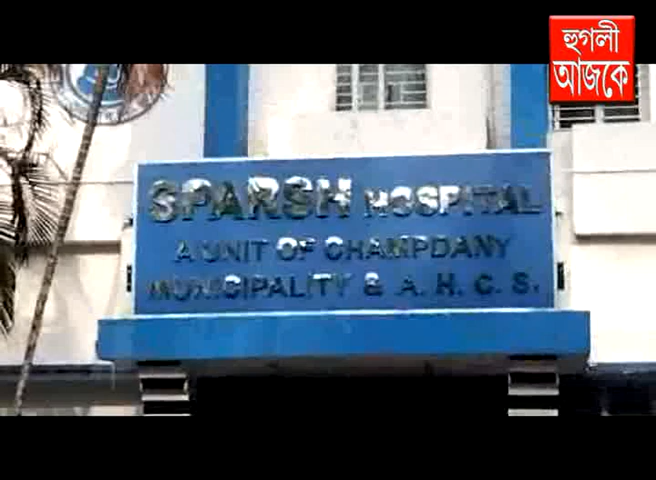 হুগলী
আজকে
SPARSH HOSPITAL
A UNIT OF CHAMPDANY
MUNICIPALITY & A. H. C. S.